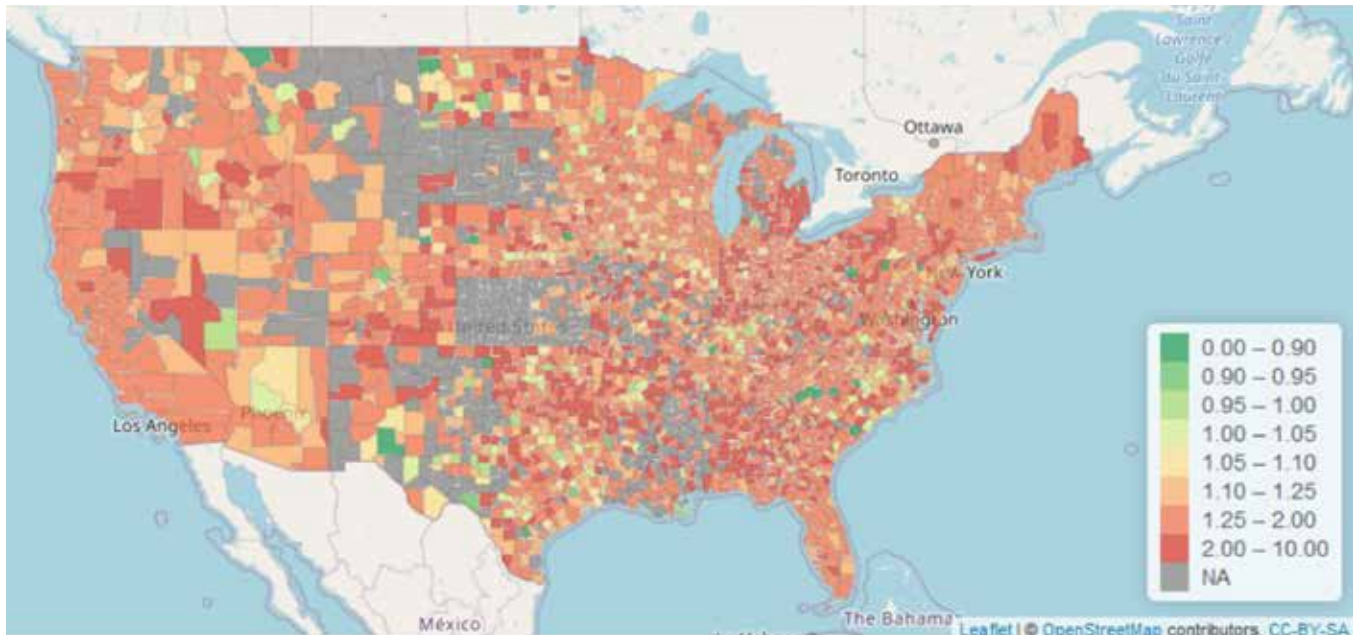 Saint
Lawrence /
Golfe
du Saint-
Laurent
Ottawa
Toronto
New York
Washington
United States
Los Angeles
Phoenix
México
The Bahamas
0.00 – 0.90
0.90 – 0.95
0.95 – 1.00
1.00 – 1.05
1.05 – 1.10
1.10 – 1.25
1.25 – 2.00
2.00 – 10.00
NA
Leaflet | © OpenStreetMap contributors, CC-BY-SA